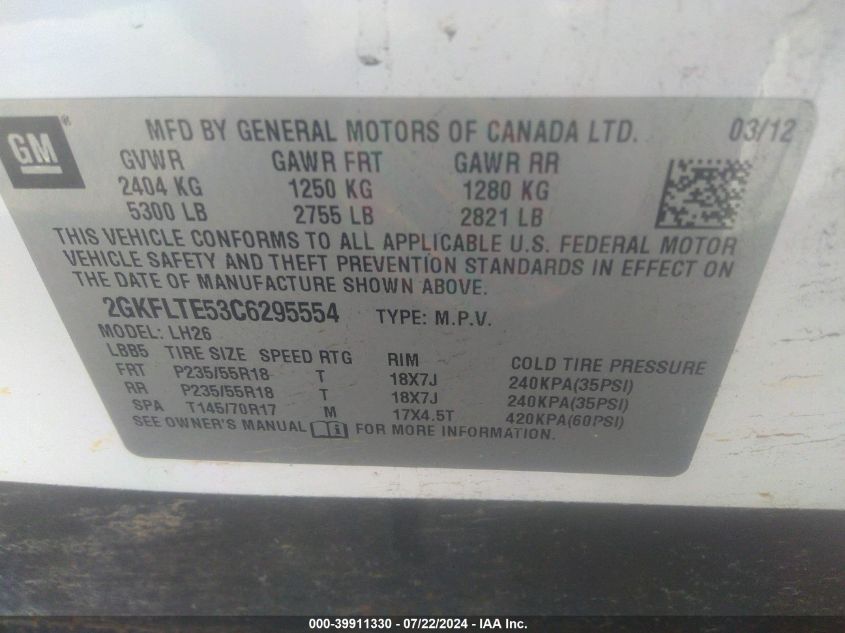 GM®
MFD BY GENERAL MOTORS OF CANADA LTD. 03/12
GVWR GAWR FRT GAWR RR
2404 KG 1250 KG 1280 KG
5300 LB 2755 LB 2821 LB
THIS VEHICLE CONFORMS TO ALL APPLICABLE U.S. FEDERAL MOTOR
VEHICLE SAFETY AND THEFT PREVENTION STANDARDS IN EFFECT ON
THE DATE OF MANUFACTURE SHOWN ABOVE.
2GKFLTE53C6295554 TYPE: M.P.V.
MODEL: LH26
LBB5 TIRE SIZE SPEED RTG RIM COLD TIRE PRESSURE
FRT P235/55R18 T 18X7J 240KPA(35PSI)
RR P235/55R18 T 18X7J 240KPA(35PSI)
SPA T145/70R17 M 17X4.5T 420KPA(60PSI)
SEE OWNER'S MANUAL FOR MORE INFORMATION.
000-39911330 - 07/22/2024 - IAA Inc.